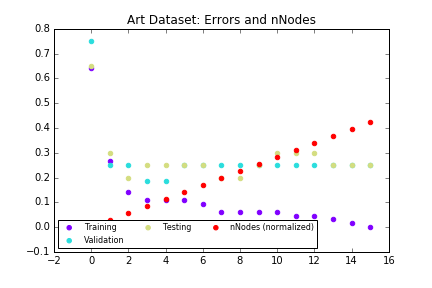 Art Dataset: Errors and nNodes
0.8
0.7
0.6
0.5
0.4
0.3
0.2
0.1
0.0
−0.1
Training Testing nNodes (normalized)
Validation
−2 0 2 4 6 8 10 12 14 16